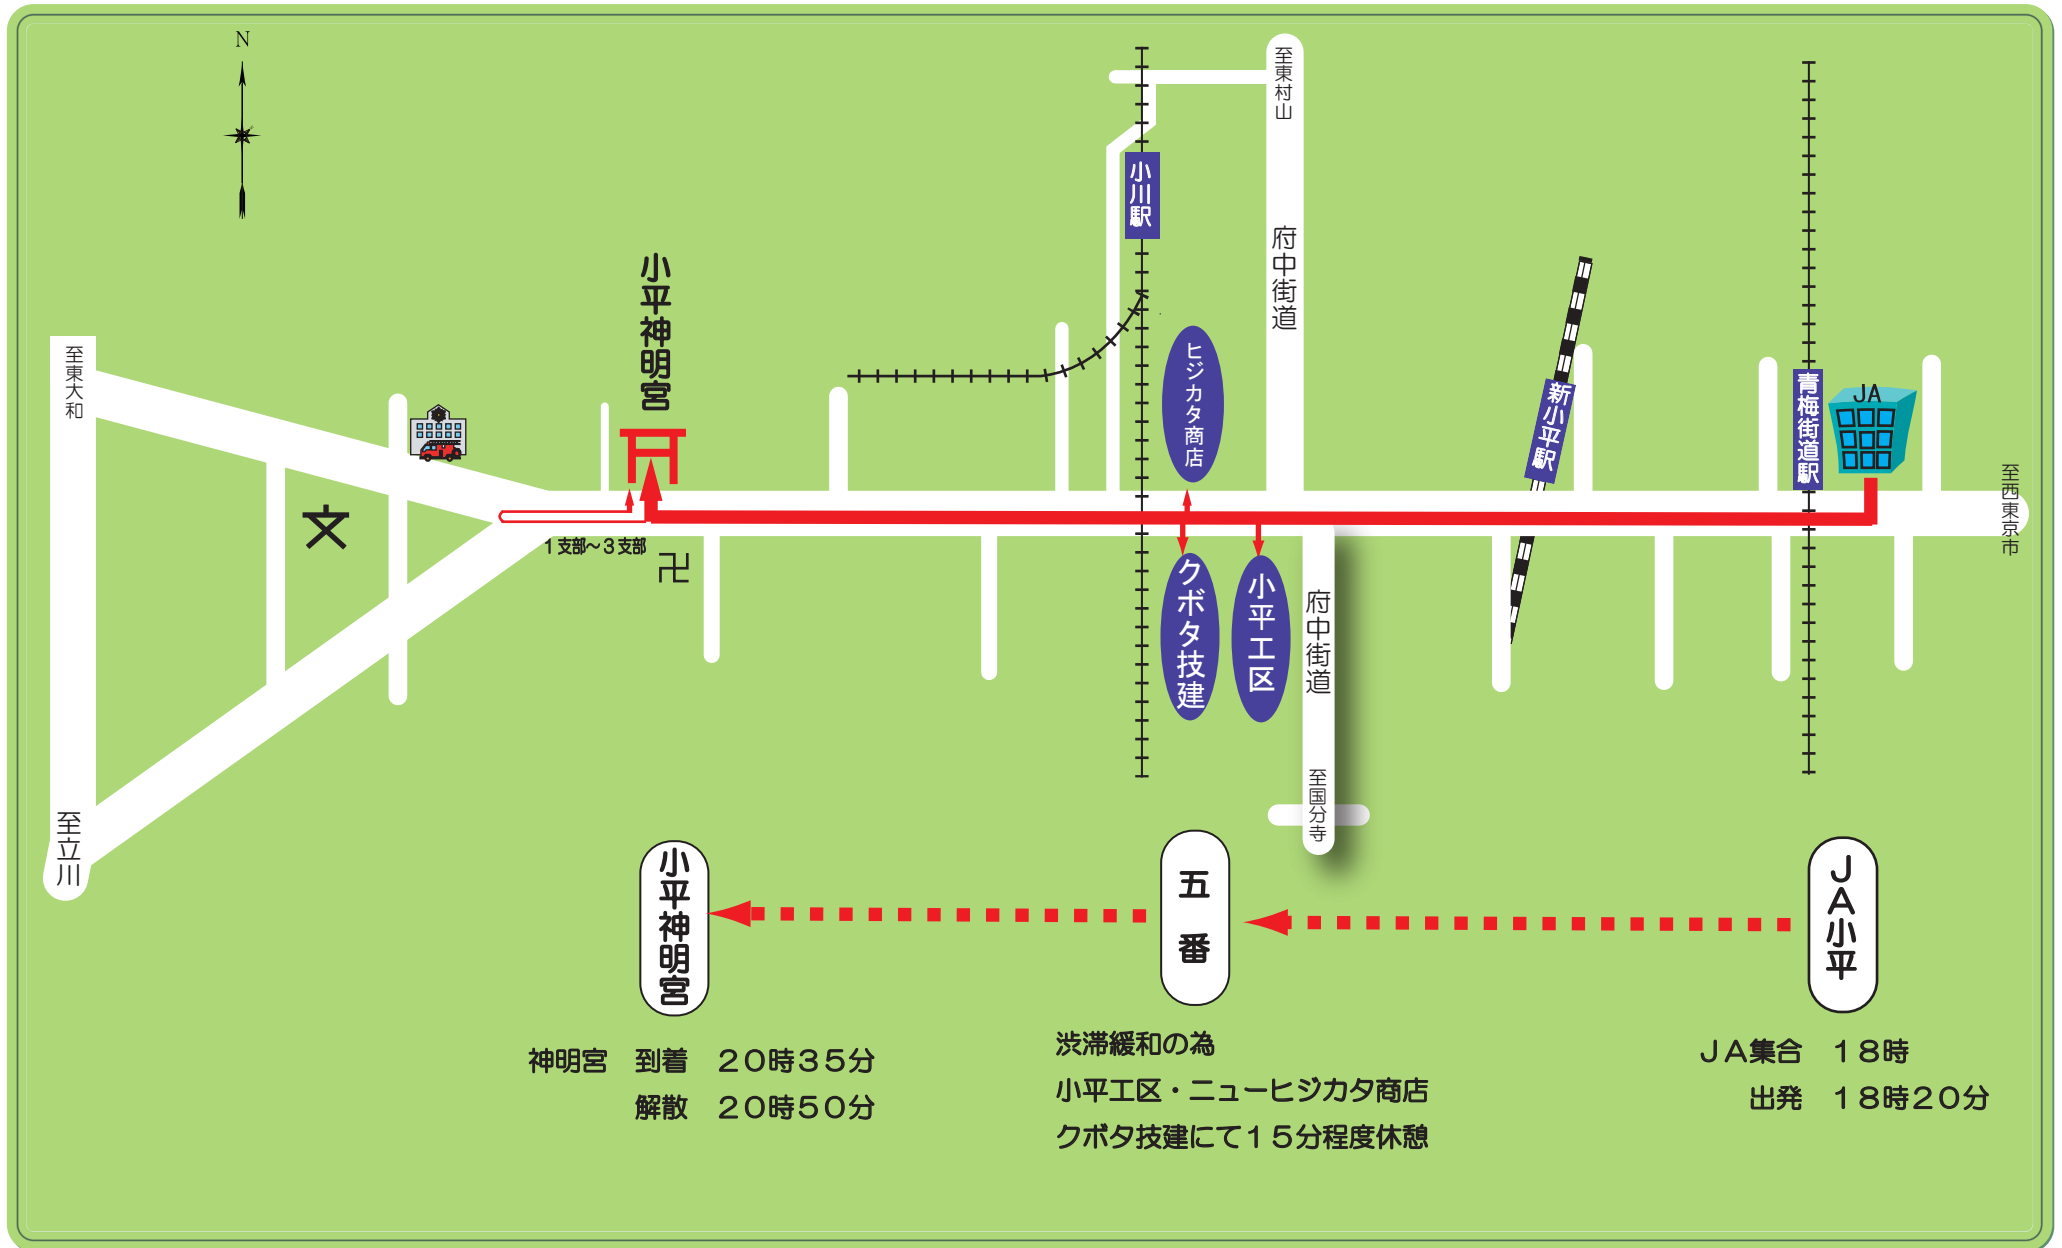 N
至東村山
小川駅
府中街道
小平神明宮
ヒジカタ商店
至東大和
新小平駅
青梅街道駅
JA
至西東京市
文
1支部～3支部
卍
クボタ技建
小平工区
府中街道
至国分寺
至立川
小平神明宮
五番
JA小平
神明宮　到着　２０時３５分
解散　２０時５０分
渋滞緩和の為
小平工区・ニューヒジカタ商店
クボタ技建にて１５分程度休憩
ＪＡ集合　１８時
出発　１８時２０分